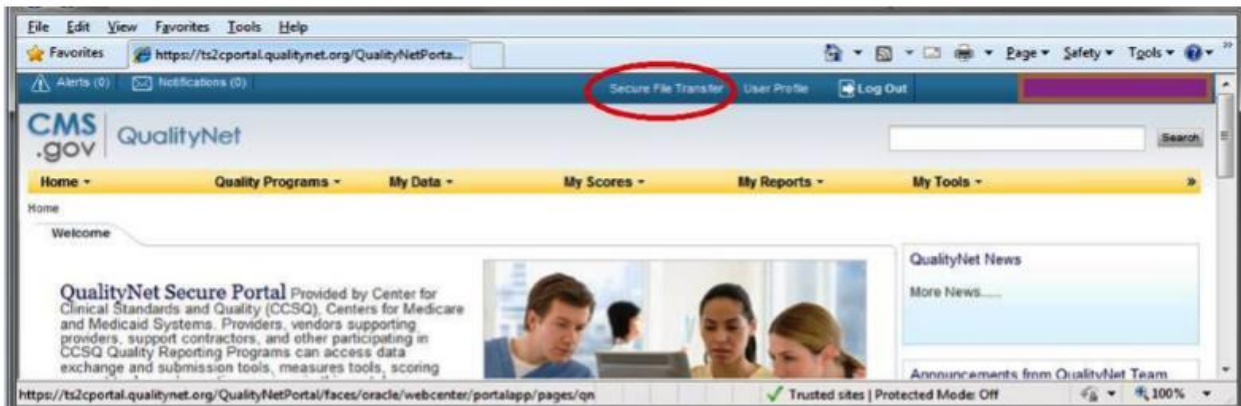 File Edit View Favorites Tools Help
Favorites https://ts2cportal.qualitynet.org/QualityNetPorta... Page Safety Tools
Alerts (0) Notifications (0) Secure File Transfer User Profile Log Out
CMS .gov QualityNet Search
Home Quality Programs My Data My Scores My Reports My Tools »
Home
Welcome
QualityNet News
More News.....
QualityNet Secure Portal Provided by Center for
Clinical Standards and Quality (CCSQ), Centers for Medicare
and Medicaid Systems. Providers, vendors supporting
providers, support contractors, and other participating in
CCSQ Quality Reporting Programs can access data
exchange and submission tools, measures tools, scoring
Announcements from QualityNet Team
https://ts2cportal.qualitynet.org/QualityNetPortal/faces/oracle/webcenter/portalapp/pages/qn Trusted sites | Protected Mode: Off 100%